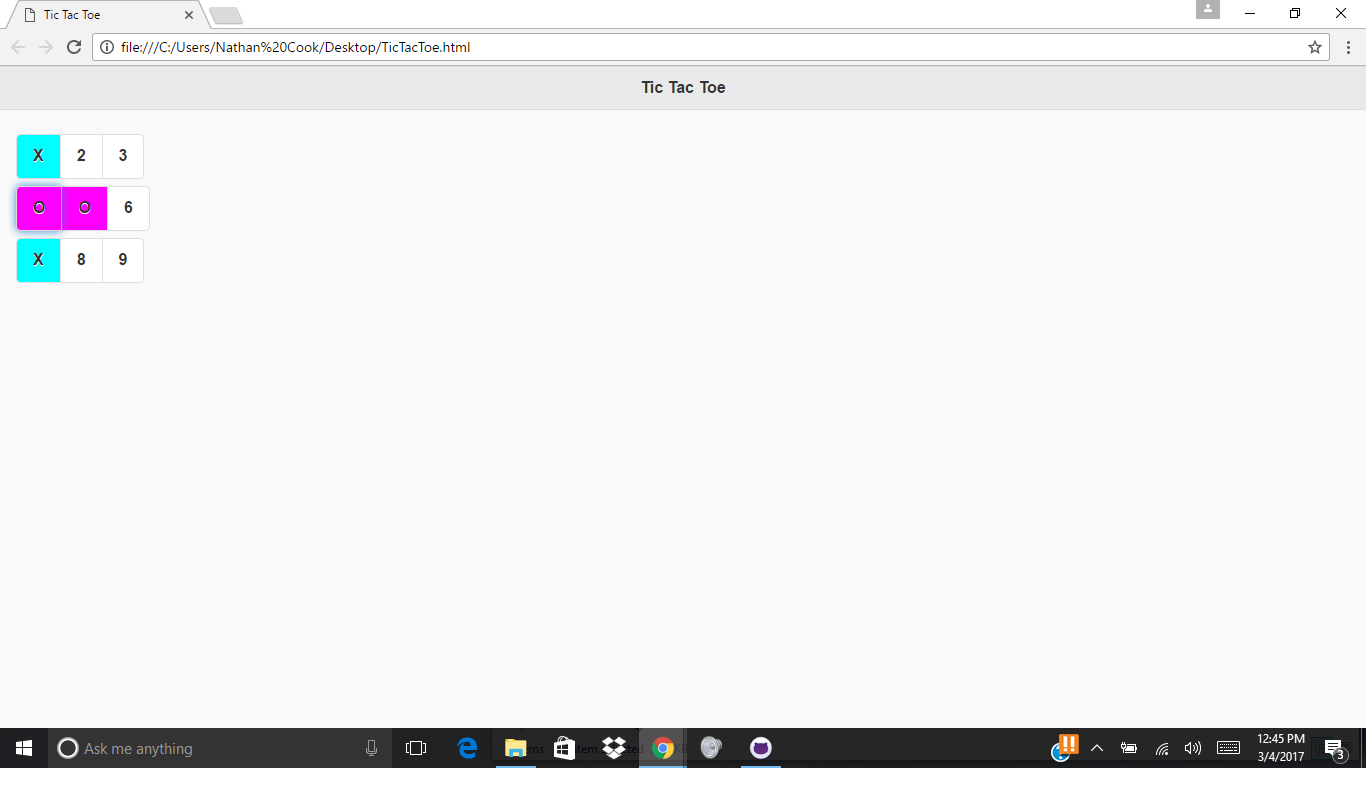 Tic Tac Toe
file:///C:/Users/Nathan%20Cook/Desktop/TicTacToe.html
Tic Tac Toe
X 2 3
O O 6
X 8 9
Ask me anything
12:45 PM
3/4/2017
3